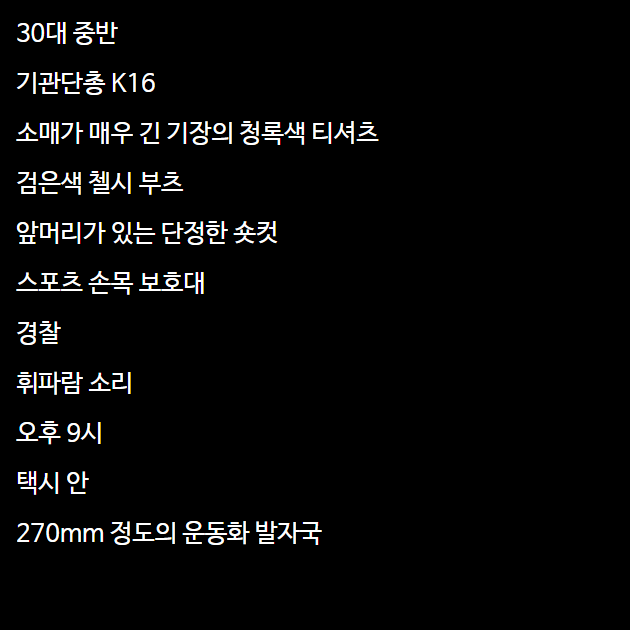 30대 중반
기관단총 K16
소매가 매우 긴 기장의 청록색 티셔츠
검은색 첼시 부츠
앞머리가 있는 단정한 숏컷
스포츠 손목 보호대
경찰
휘파람 소리
오후 9시
택시 안
270mm 정도의 운동화 발자국